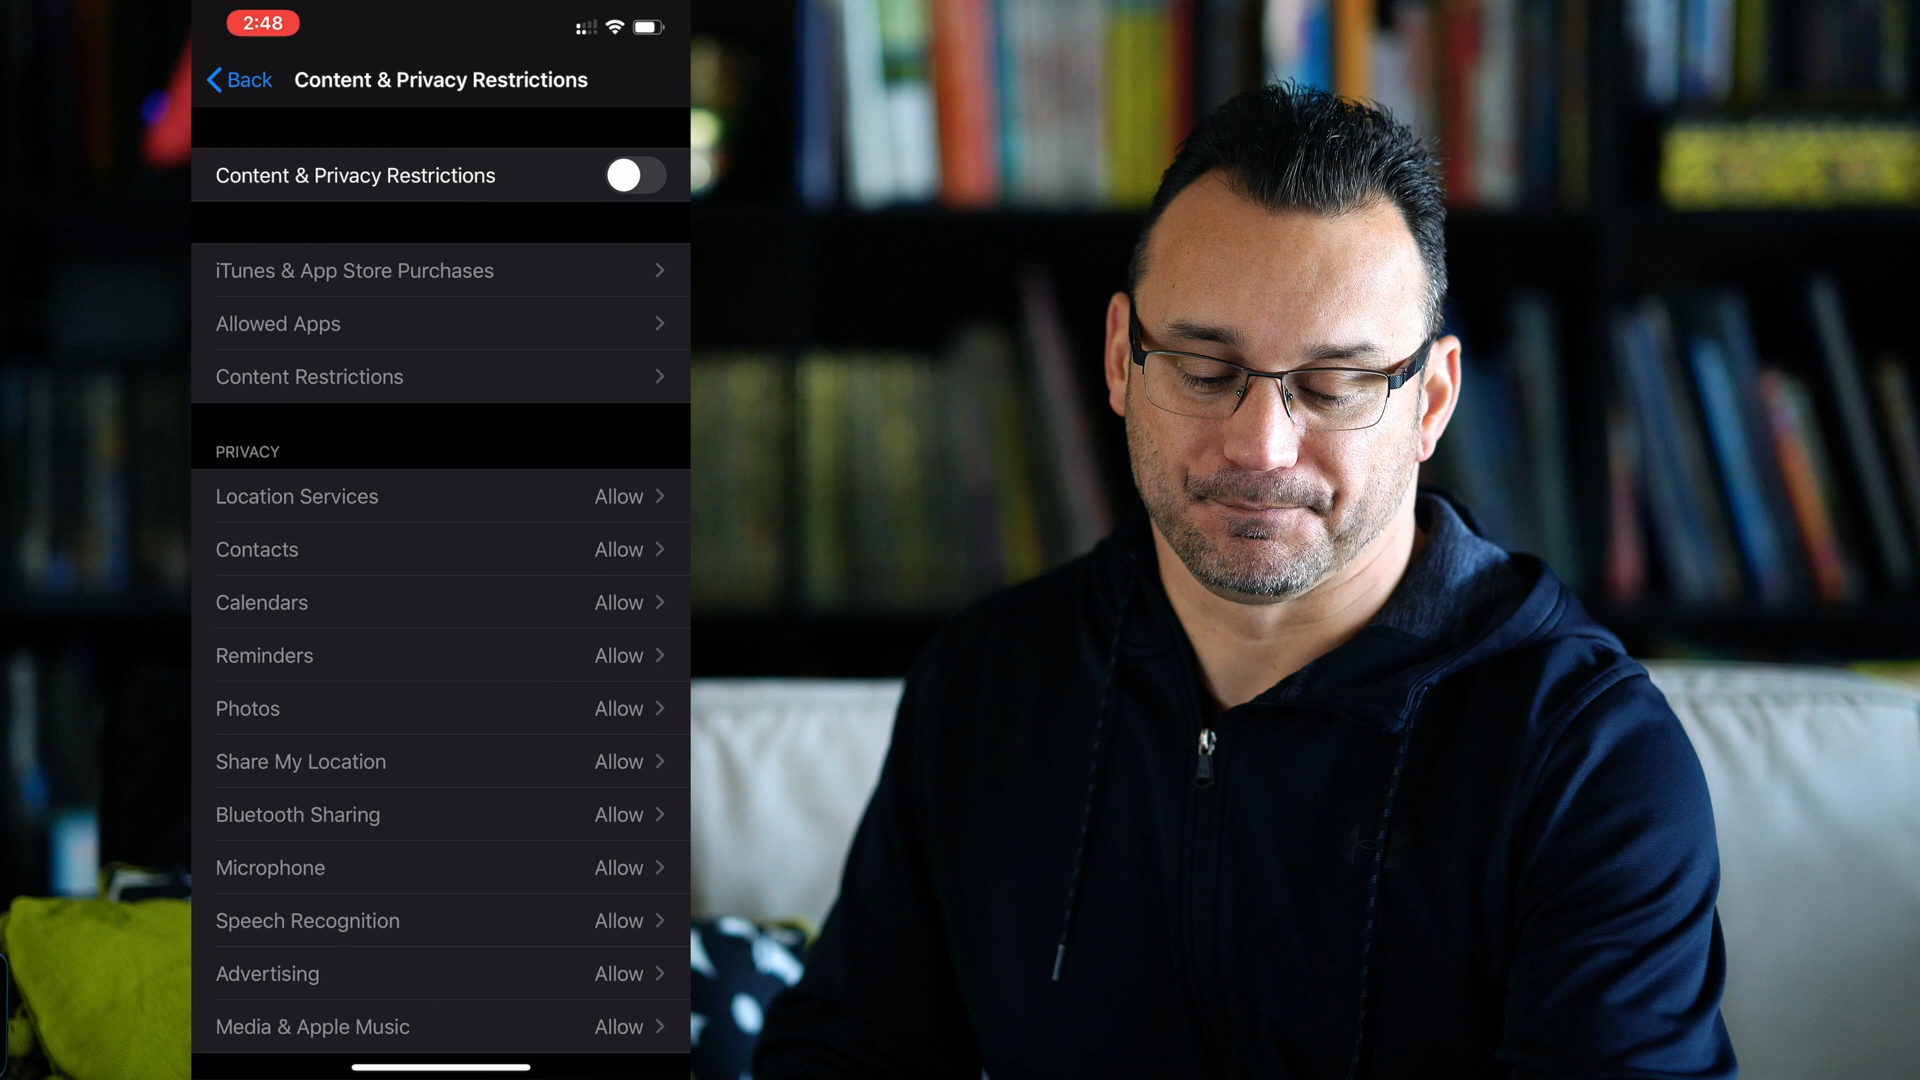 2:48
Back Content & Privacy Restrictions
Content & Privacy Restrictions
iTunes & App Store Purchases
Allowed Apps
Content Restrictions
PRIVACY
Location Services Allow
Contacts Allow
Calendars Allow
Reminders Allow
Photos Allow
Share My Location Allow
Bluetooth Sharing Allow
Microphone Allow
Speech Recognition Allow
Advertising Allow
Media & Apple Music Allow